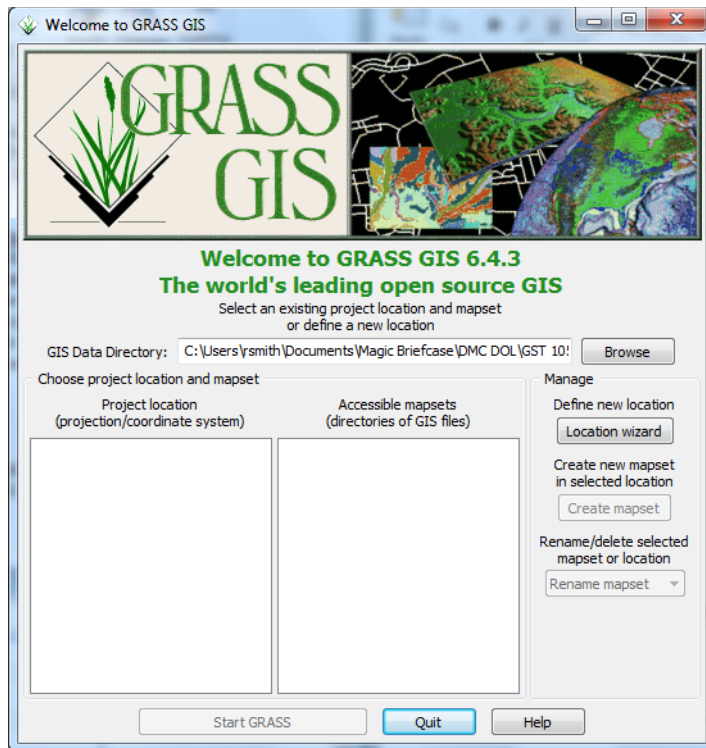 Welcome to GRASS GIS
GRASS
GIS
Welcome to GRASS GIS 6.4.3
The world's leading open source GIS
Select an existing project location and mapset
or define a new location
GIS Data Directory: C:\Users\rsmith\Documents\Magic Briefcase\DMC DOL\GST 105 Browse
Choose project location and mapset
Project location
(projection/coordinate system)
Accessible mapsets
(directories of GIS files)
Manage
Define new location
Location wizard
Create new mapset
in selected location
Create mapset
Rename/delete selected
mapset or location
Rename mapset
Start GRASS Quit Help